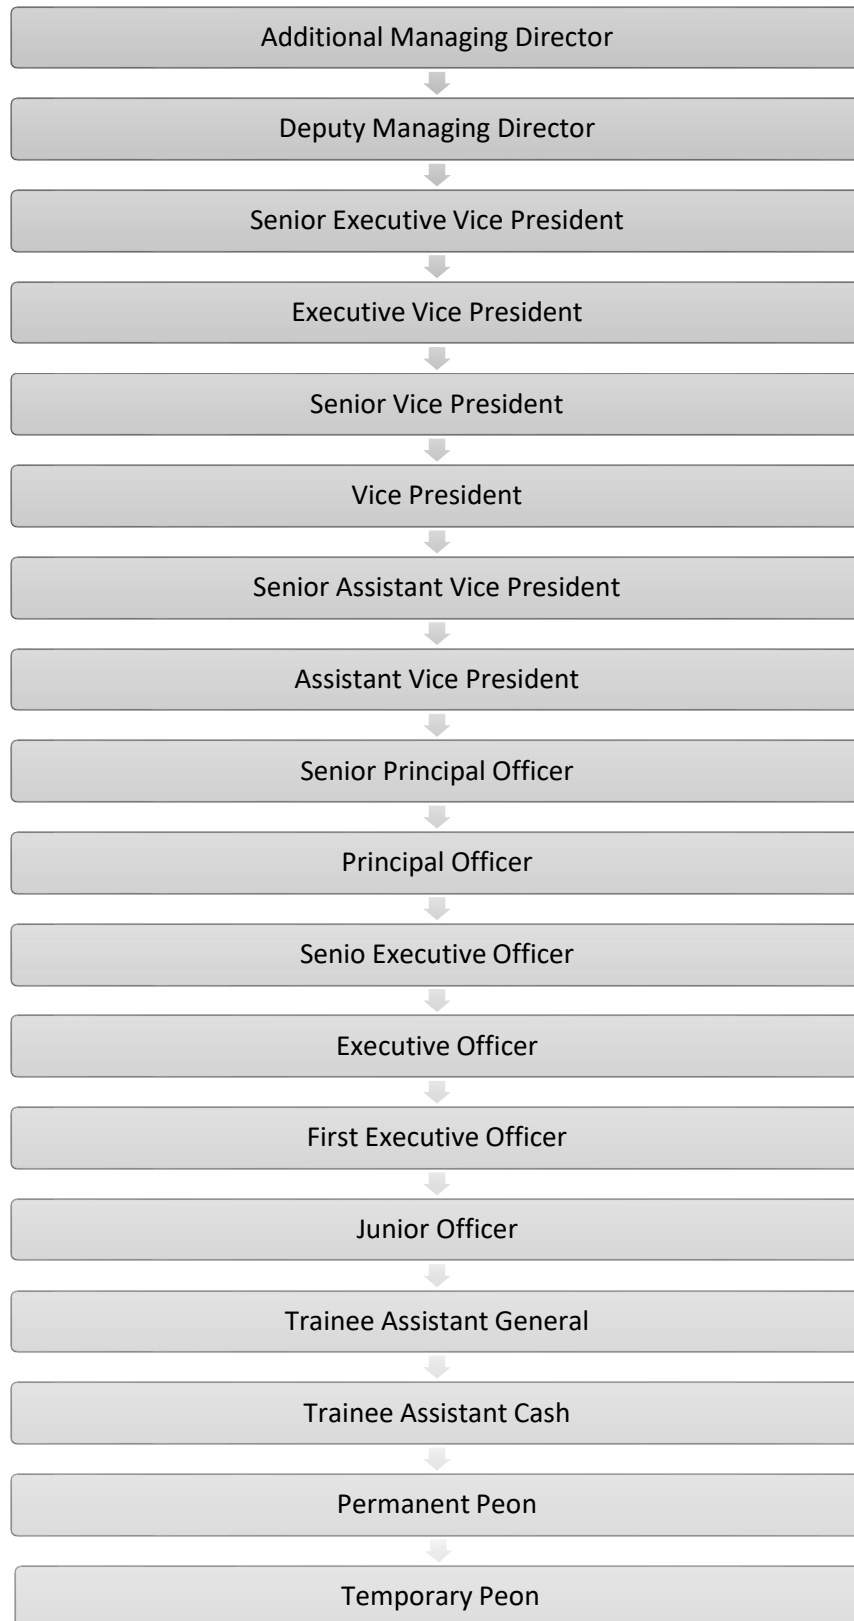 Additional Managing Director
Deputy Managing Director
Senior Executive Vice President
Executive Vice President
Senior Vice President
Vice President
Senior Assistant Vice President
Assistant Vice President
Senior Principal Officer
Principal Officer
Senio Executive Officer
Executive Officer
First Executive Officer
Junior Officer
Trainee Assistant General
Trainee Assistant Cash
Permanent Peon
Temporary Peon